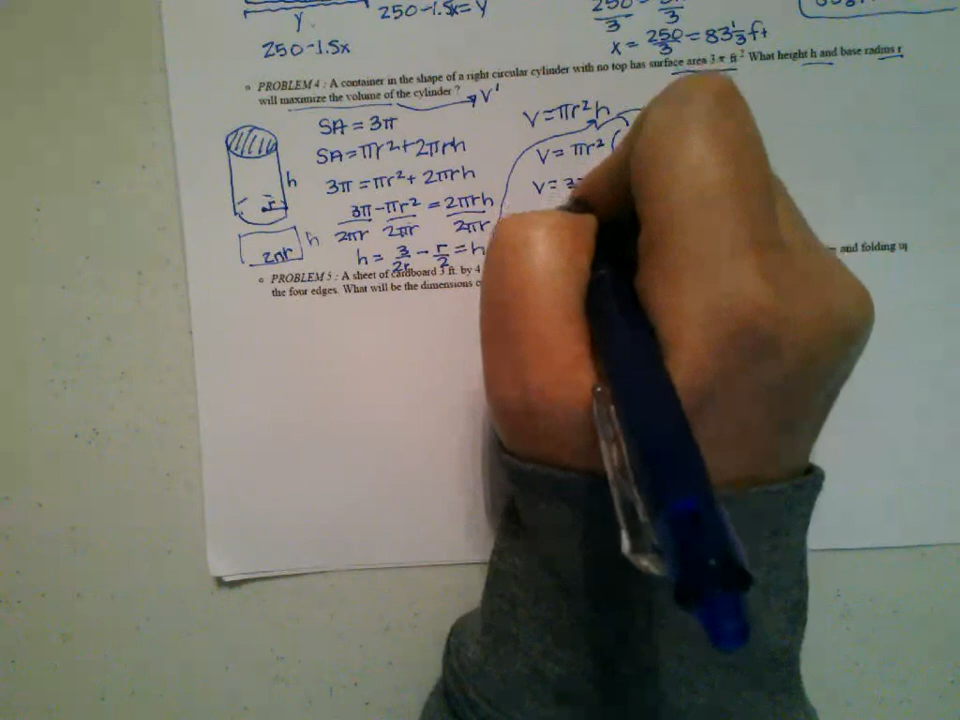 y
250-1.5x=y
250-1.5x
250
3
3
x = 250/3 = 83 1/3 ft
PROBLEM 4 : A container in the shape of a right circular cylinder with no top has surface area 3 π ft.² What height h and base radius r
will maximize the volume of the cylinder ?
V'
SA = 3π
SA = πr² + 2πrh
3π = πr² + 2πrh
3π - πr² = 2πrh
2πr 2πr 2πr
h = 3/2r - r/2 = h
h
r
2πr
h
V = πr²h
V = πr² (
V = 3
PROBLEM 5 : A sheet of cardboard 3 ft. by 4
and folding up
the four edges. What will be the dimensions